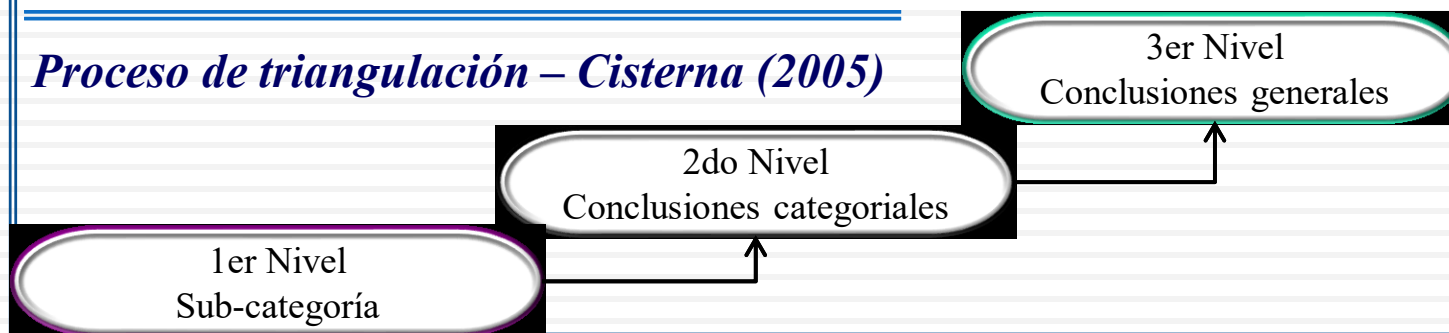 Proceso de triangulación – Cisterna (2005)
3er Nivel
Conclusiones generales
2do Nivel
Conclusiones categoriales
1er Nivel
Sub-categoría